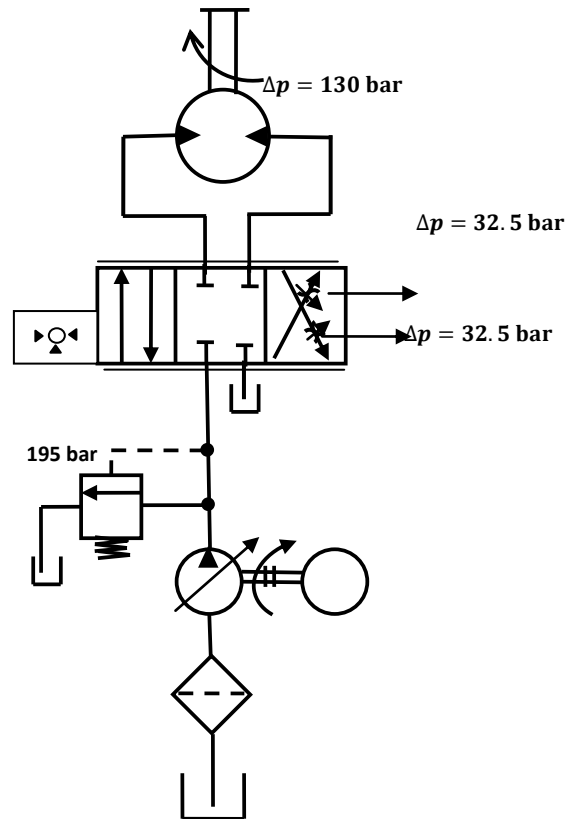 Δp = 130 bar
Δp = 32.5 bar
Δp = 32.5 bar
195 bar